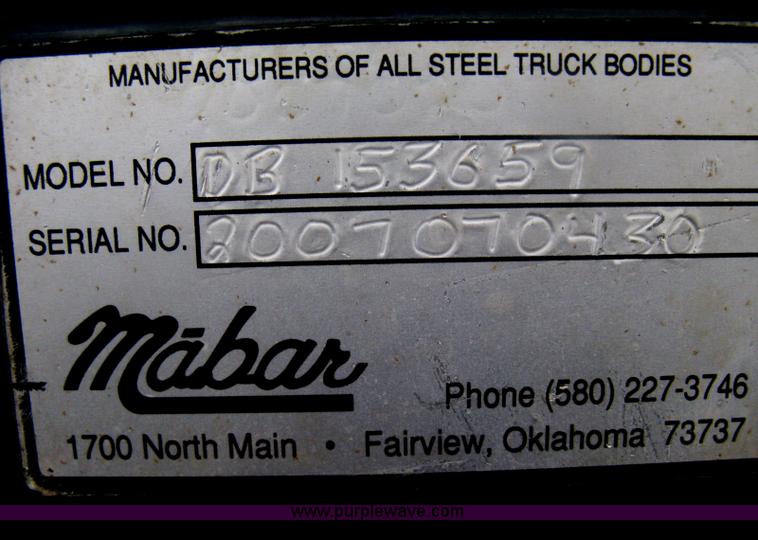 MANUFACTURERS OF ALL STEEL TRUCK BODIES
MODEL NO. DB 153659
SERIAL NO. 2007070430
Mābar
Phone (580) 227-3746
1700 North Main • Fairview, Oklahoma 73737
www.purplewave.com